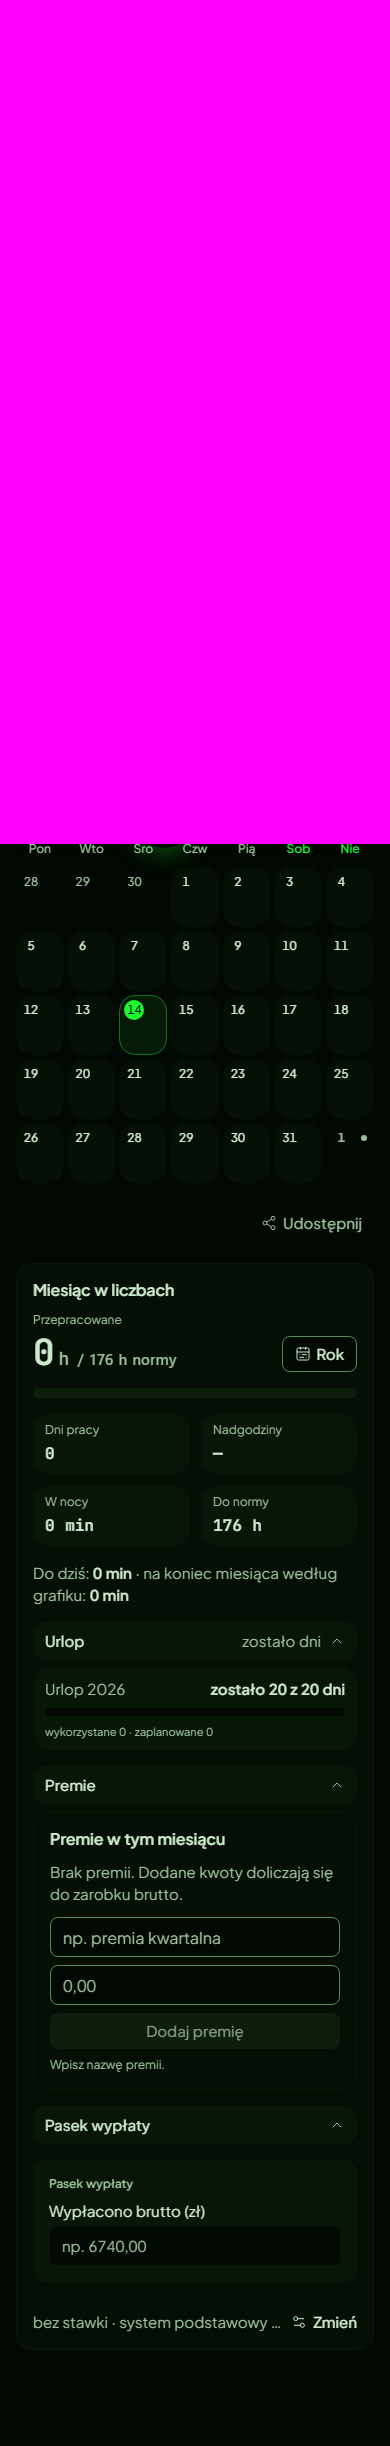 Pon Wto Śro Czw Pią Sob Nie
28 29 30 1 2 3 4
5 6 7 8 9 10 11
12 13 14 15 16 17 18
19 20 21 22 23 24 25
26 27 28 29 30 31 1
Udostępnij
Miesiąc w liczbach
Przepracowane
0 h / 176 h normy
Rok
Dni pracy
0
Nadgodziny
–
W nocy
0 min
Do normy
176 h
Do dziś: 0 min · na koniec miesiąca według
grafiku: 0 min
Urlop zostało dni
Urlop 2026 zostało 20 z 20 dni
wykorzystane 0 · zaplanowane 0
Premie
Premie w tym miesiącu
Brak premii. Dodane kwoty doliczają się
do zarobku brutto.
np. premia kwartalna
0,00
Dodaj premię
Wpisz nazwę premii.
Pasek wypłaty
Pasek wypłaty
Wypłacono brutto (zł)
np. 6740,00
bez stawki · system podstawowy ... Zmień